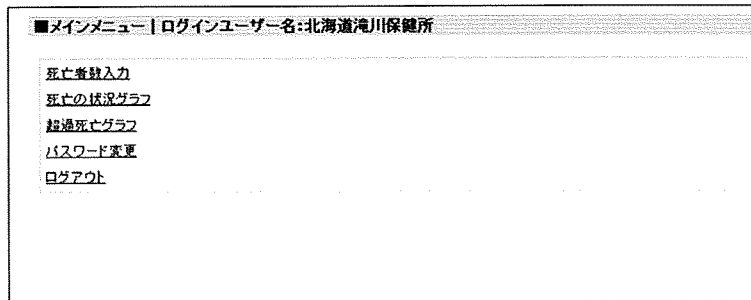 ■メインメニュー | ログインユーザー名:北海道滝川保健所
死亡者数入力
死亡の状況グラフ
超過死亡グラフ
パスワード変更
ログアウト